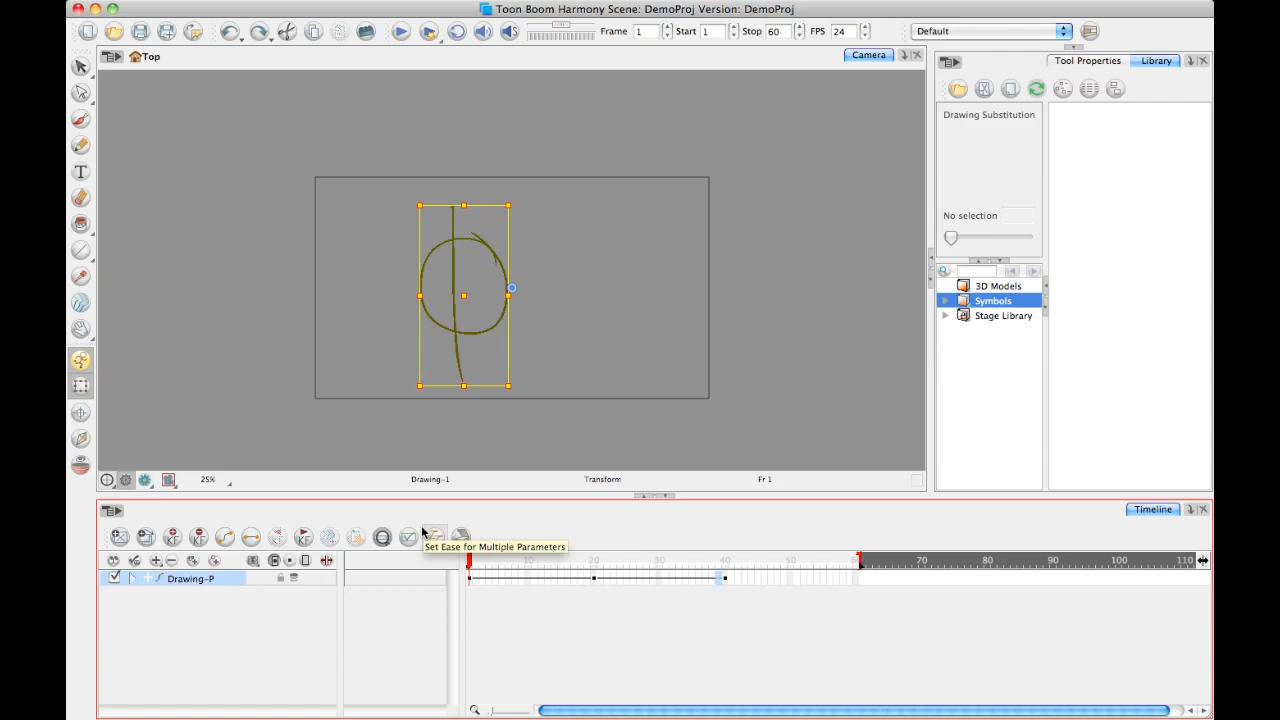 Toon Boom Harmony Scene: DemoProj Version: DemoProj
Frame 1 Start 1 Stop 60 FPS 24 Default
Top Camera
Tool Properties Library
Drawing Substitution
No selection
3D Models
Symbols
Stage Library
25% Drawing-1 Transform Fr 1
Timeline
Set Ease for Multiple Parameters
10 20 30 40 50 60 70 80 90 100 110
Drawing-P